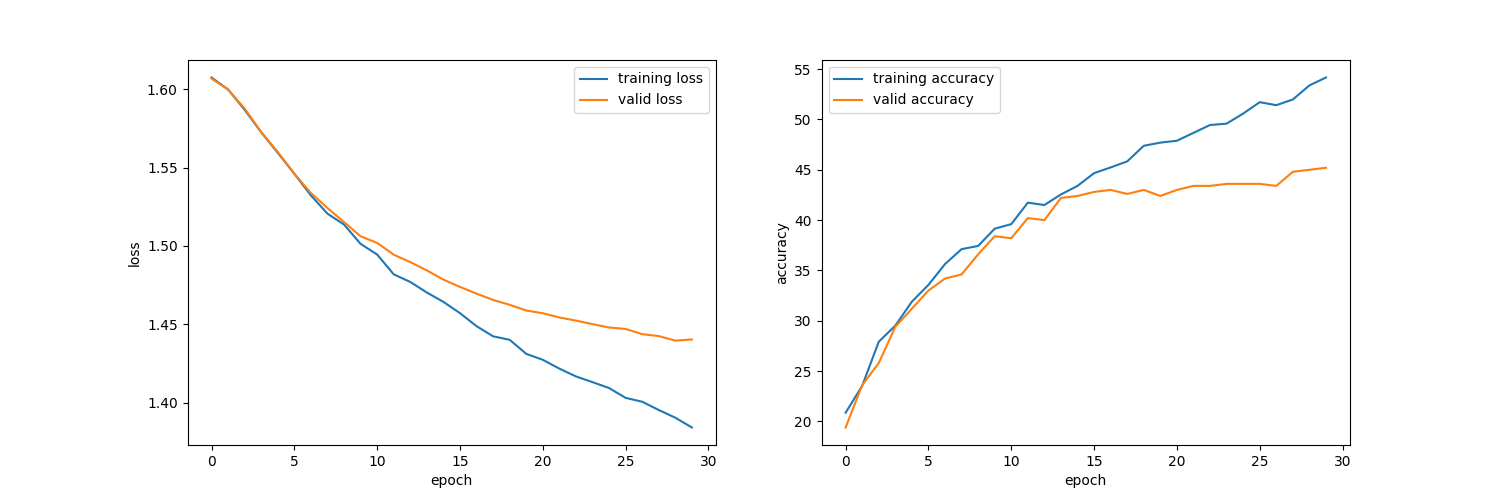 training loss
valid loss
1.60
1.55
1.50
1.45
1.40
loss
0 5 10 15 20 25 30
epoch
training accuracy
valid accuracy
55
50
45
40
35
30
25
20
accuracy
0 5 10 15 20 25 30
epoch